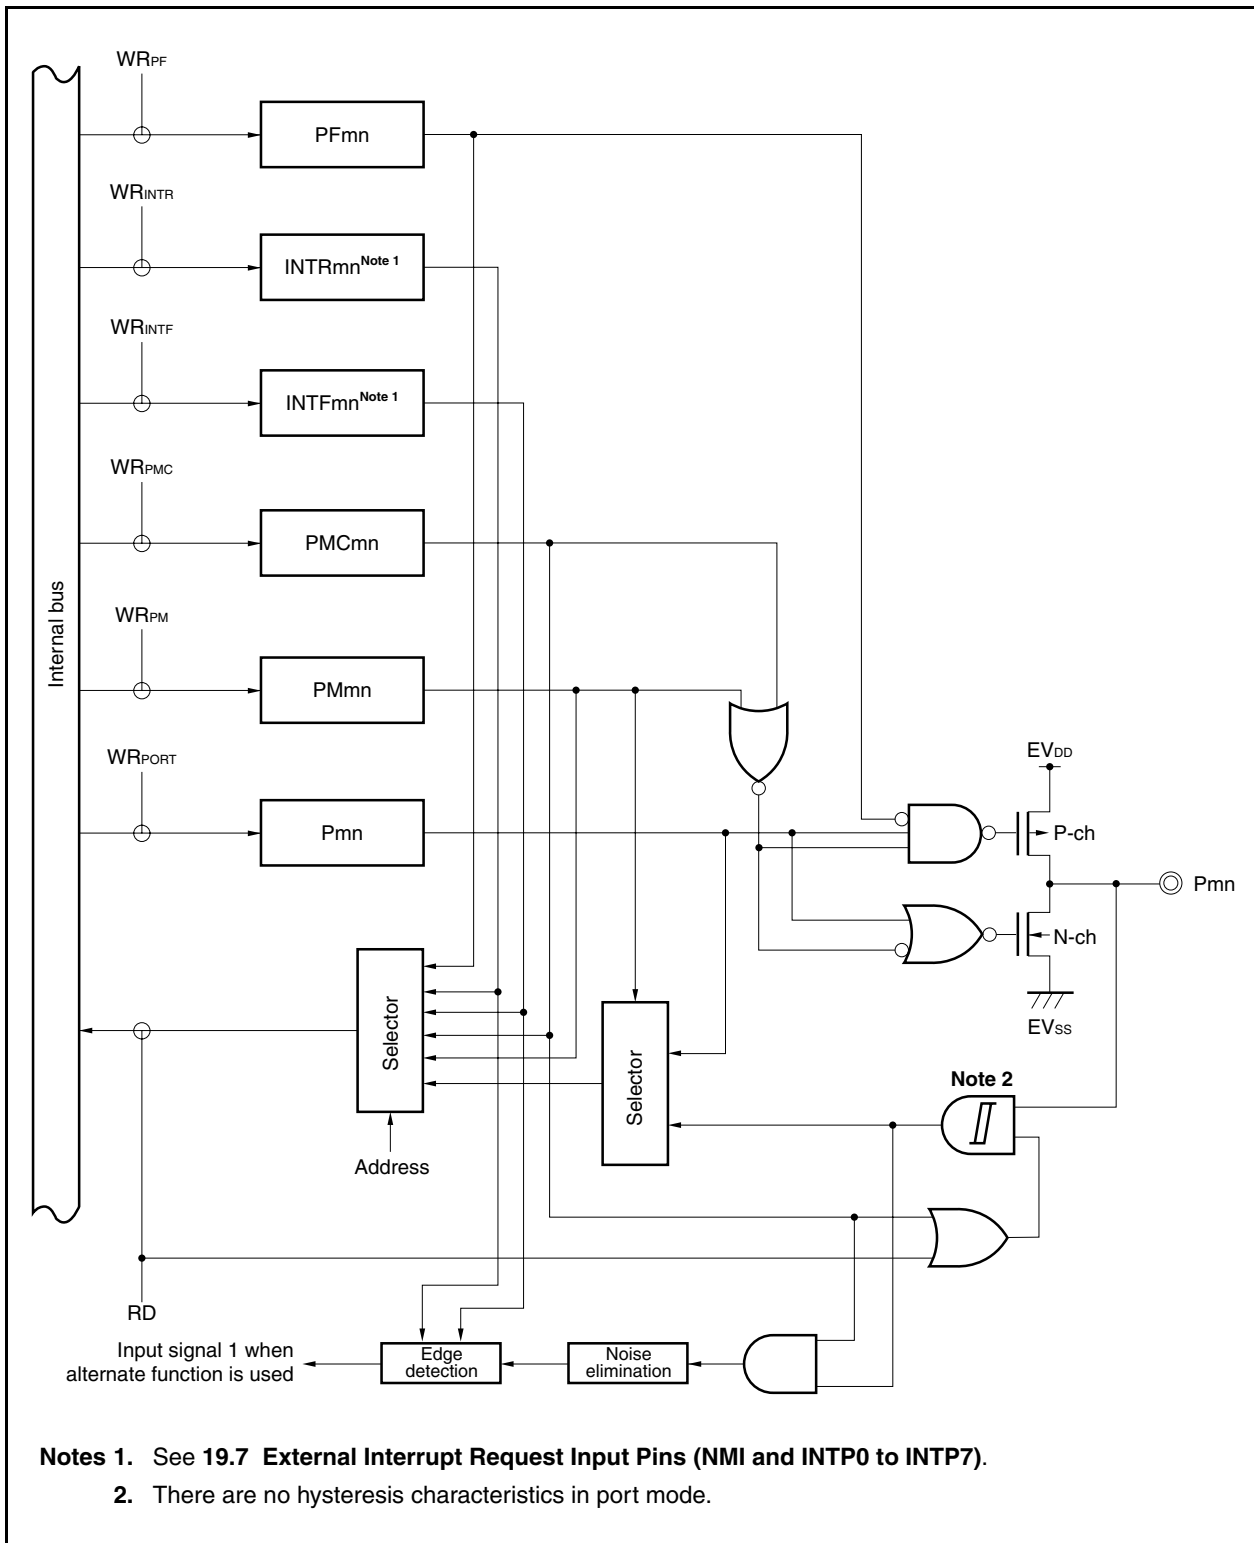 WRPF
PFmn
WRINTR
INTRmnNote 1
WRINTF
INTFmnNote 1
WRPMC
PMCmn
Internal bus
WRPM
PMmn
WRPORT
Pmn
EVDD
P-ch
Pmn
N-ch
EVSS
Selector
Selector
Note 2
Address
RD
Input signal 1 when
alternate function is used
Edge
detection
Noise
elimination
Notes 1. See 19.7 External Interrupt Request Input Pins (NMI and INTP0 to INTP7).
2. There are no hysteresis characteristics in port mode.